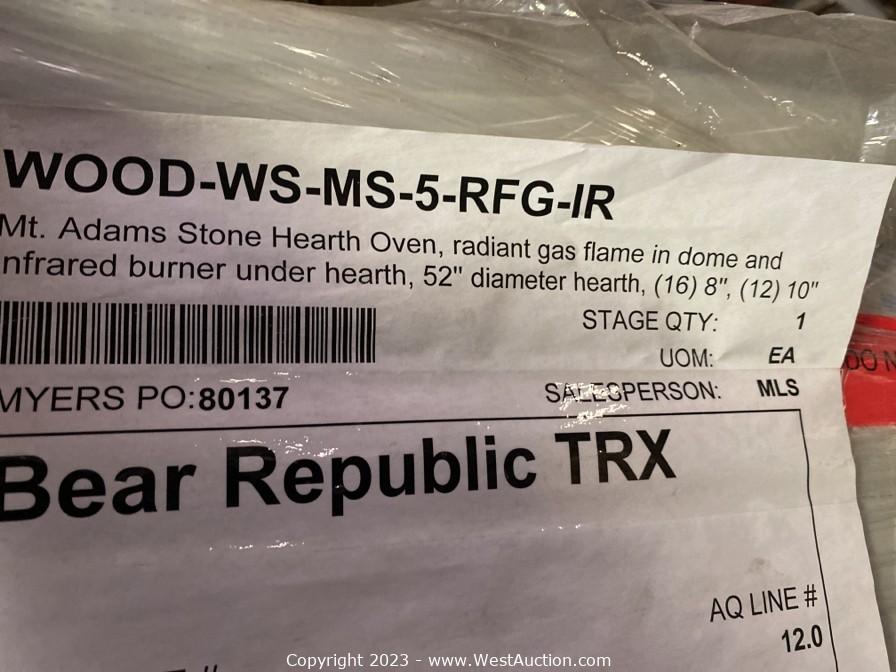 WOOD-WS-MS-5-RFG-IR
Mt. Adams Stone Hearth Oven, radiant gas flame in dome and
nfrared burner under hearth, 52" diameter hearth, (16) 8", (12) 10"
STAGE QTY: 1
UOM: EA
MYERS PO:80137 SALESPERSON: MLS
Bear Republic TRX
AQ LINE #
12.0
Copyright 2023 - www.WestAuction.com